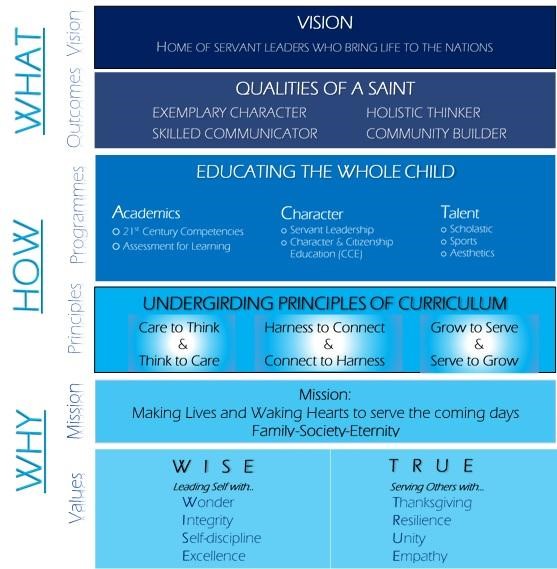 WHAT
Vision
VISION
HOME OF SERVANT LEADERS WHO BRING LIFE TO THE NATIONS
Outcomes
QUALITIES OF A SAINT
EXEMPLARY CHARACTER HOLISTIC THINKER
SKILLED COMMUNICATOR COMMUNITY BUILDER
HOW
Programmes
EDUCATING THE WHOLE CHILD
Academics
o 21st Century Competencies
o Assessment for Learning
Character
o Servant Leadership
o Character & Citizenship
Education (CCE)
Talent
o Scholastic
o Sports
o Aesthetics
Principles
UNDERGIRDING PRINCIPLES OF CURRICULUM
Care to Think
&
Think to Care
Harness to Connect
&
Connect to Harness
Grow to Serve
&
Serve to Grow
WHY
Mission
Mission:
Making Lives and Waking Hearts to serve the coming days
Family-Society-Eternity
Values
W I S E
Leading Self with..
Wonder
Integrity
Self-discipline
Excellence
T R U E
Serving Others with...
Thanksgiving
Resilience
Unity
Empathy